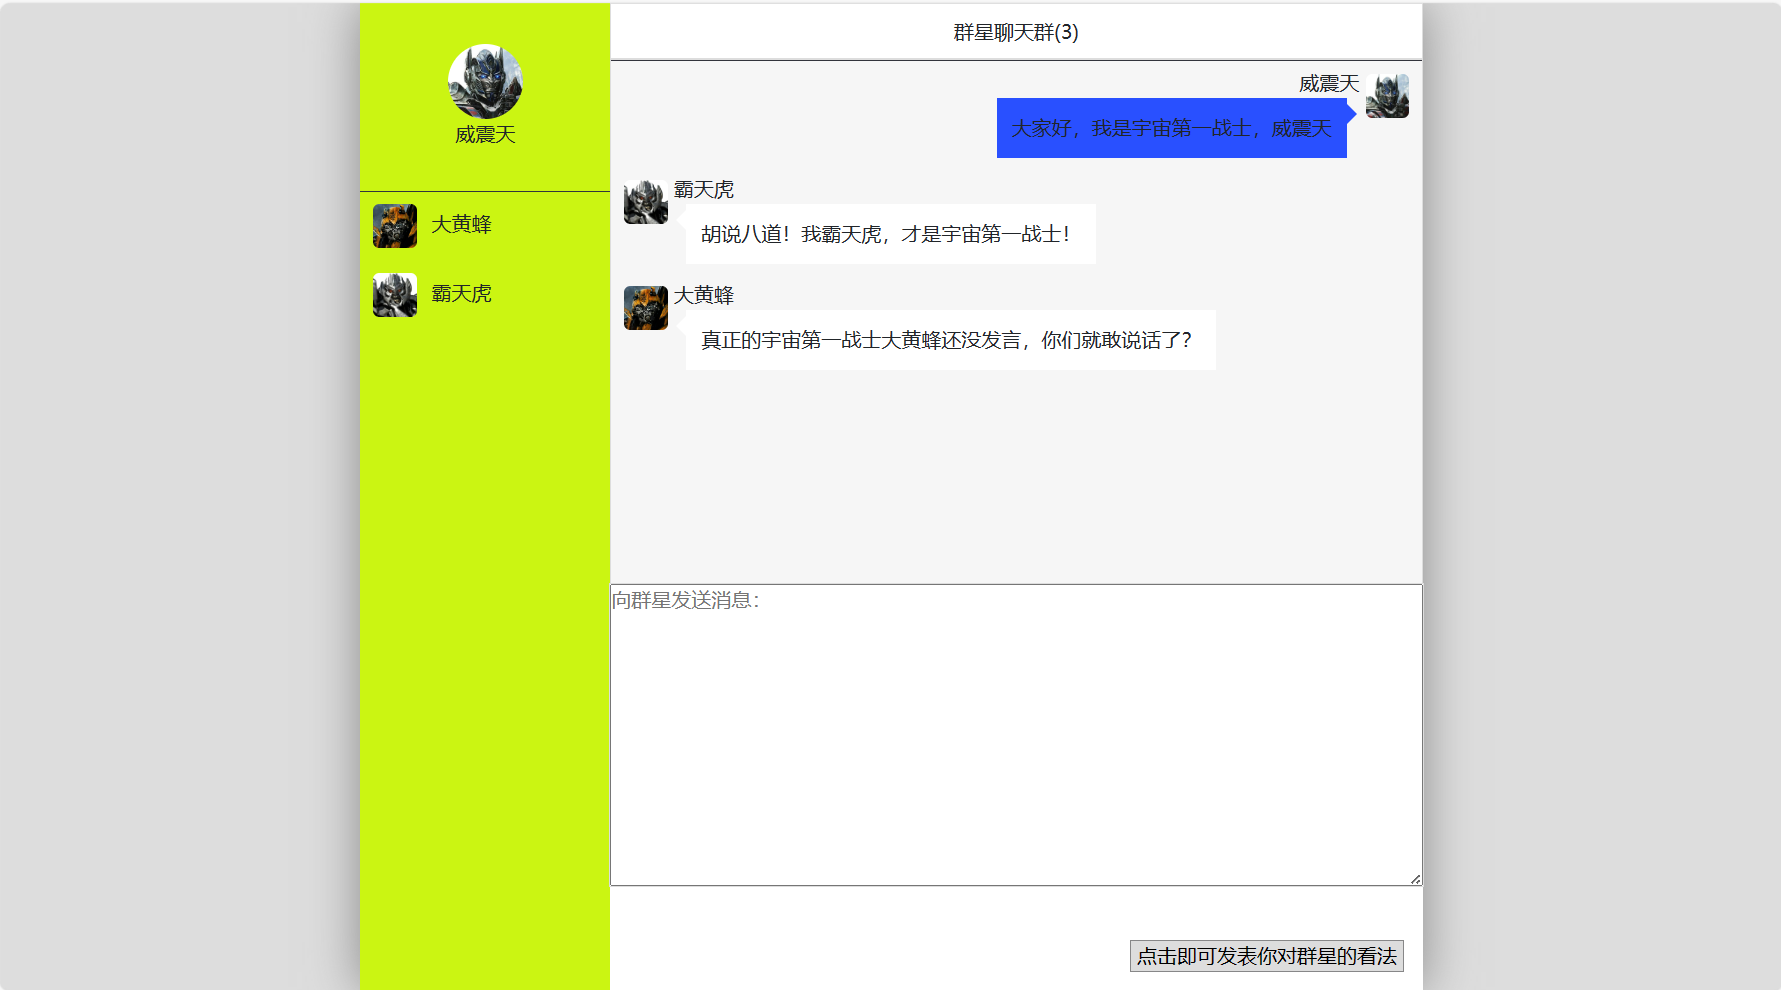 威震天
大黄蜂
霸天虎
群星聊天群(3)
威震天
大家好，我是宇宙第一战士，威震天
霸天虎
胡说八道！我霸天虎，才是宇宙第一战士！
大黄蜂
真正的宇宙第一战士大黄蜂还没发言，你们就敢说话了？
向群星发送消息：
点击即可发表你对群星的看法